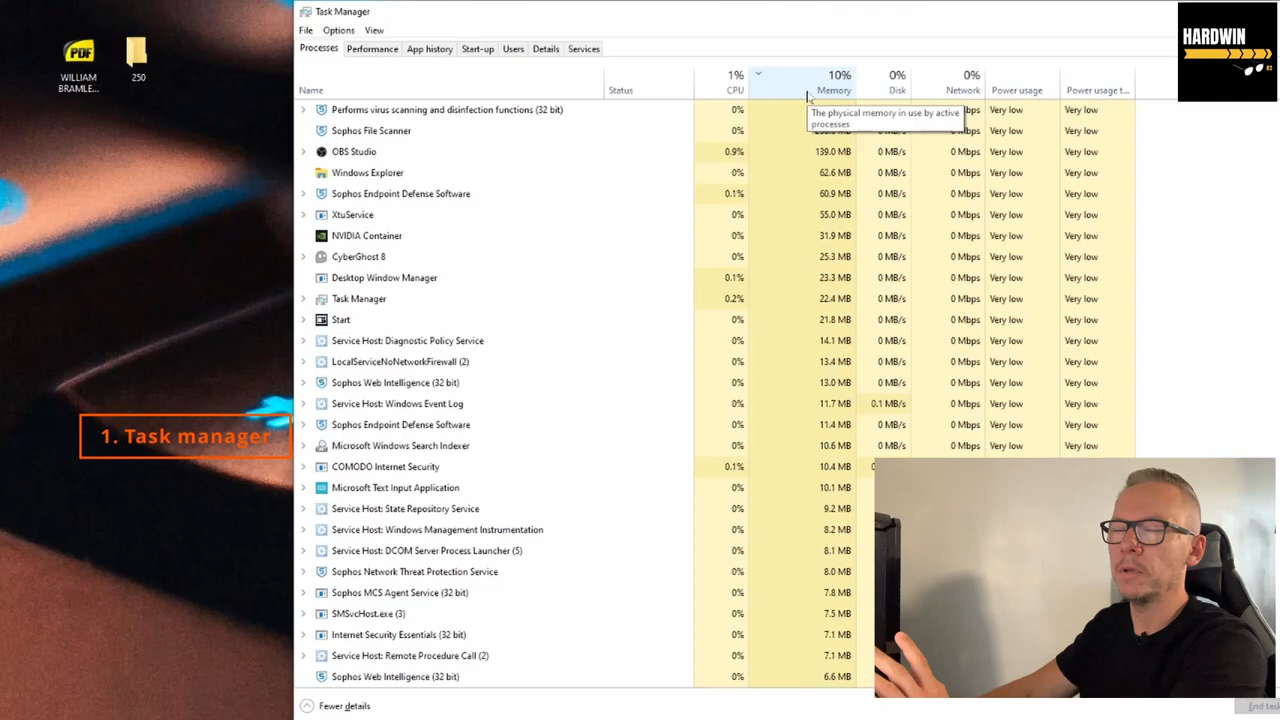 Task Manager
File Options View
Processes Performance App history Start-up Users Details Services
1% 10% 0% 0%
Name Status CPU Memory Disk Network Power usage Power usage t...
The physical memory in use by active
processes
Performs virus scanning and disinfection functions (32 bit) 0% Mbps Very low Very low
Sophos File Scanner 0% 0 MB/s 0 Mbps Very low Very low
OBS Studio 0.9% 139.0 MB 0 MB/s 0 Mbps Very low Very low
Windows Explorer 0% 62.6 MB 0 MB/s 0 Mbps Very low Very low
Sophos Endpoint Defense Software 0.1% 60.9 MB 0 MB/s 0 Mbps Very low Very low
XtuService 0% 55.0 MB 0 MB/s 0 Mbps Very low Very low
NVIDIA Container 0% 31.9 MB 0 MB/s 0 Mbps Very low Very low
CyberGhost 8 0% 25.3 MB 0 MB/s 0 Mbps Very low Very low
Desktop Window Manager 0.1% 23.3 MB 0 MB/s 0 Mbps Very low Very low
Task Manager 0.2% 22.4 MB 0 MB/s 0 Mbps Very low Very low
Start 0% 21.8 MB 0 MB/s 0 Mbps Very low Very low
Service Host: Diagnostic Policy Service 0% 14.1 MB 0 MB/s 0 Mbps Very low Very low
LocalServiceNoNetworkFirewall (2) 0% 13.4 MB 0 MB/s 0 Mbps Very low Very low
Sophos Web Intelligence (32 bit) 0% 13.0 MB 0 MB/s 0 Mbps Very low Very low
Service Host: Windows Event Log 0% 11.7 MB 0.1 MB/s 0 Mbps Very low Very low
Sophos Endpoint Defense Software 0% 11.4 MB 0 MB/s 0 Mbps Very low Very low
Microsoft Windows Search Indexer 0% 10.6 MB 0 MB/s 0 Mbps Very low Very low
COMODO Internet Security 0.1% 10.4 MB
Microsoft Text Input Application 0% 10.1 MB
Service Host: State Repository Service 0% 9.2 MB
Service Host: Windows Management Instrumentation 0% 8.2 MB
Service Host: DCOM Server Process Launcher (5) 0% 8.1 MB
Sophos Network Threat Protection Service 0% 8.0 MB
Sophos MCS Agent Service (32 bit) 0% 7.8 MB
SMSvcHost.exe (3) 0% 7.5 MB
Internet Security Essentials (32 bit) 0% 7.1 MB
Service Host: Remote Procedure Call (2) 0% 7.1 MB
Sophos Web Intelligence (32 bit) 0% 6.6 MB
Fewer details
End task
PDF
WILLIAM
BRAMLE...
250
1. Task manager
HARDWIN
82